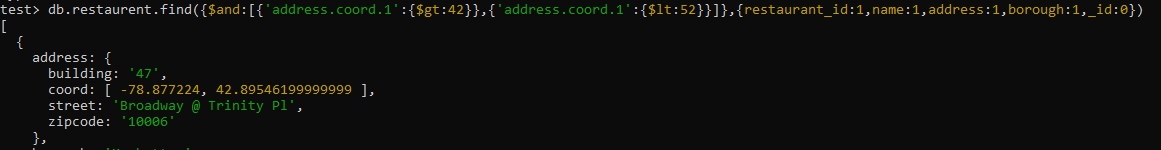 test> db.restaurent.find({$and:[{'address.coord.1':{$gt:42}},{'address.coord.1':{$lt:52}}]},{restaurant_id:1,name:1,address:1,borough:1,_id:0})
[
  {
    address: {
      building: '47',
      coord: [ -78.877224, 42.89546199999999 ],
      street: 'Broadway @ Trinity Pl',
      zipcode: '10006'
    },